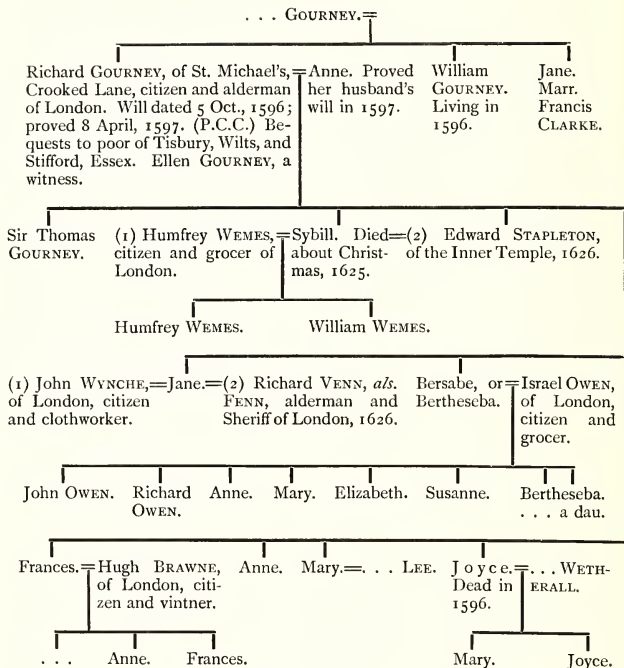 . . . GOURNEY.=
Richard GOURNEY, of St. Michael's,
Crooked Lane, citizen and alderman
of London. Will dated 5 Oct., 1596;
proved 8 April, 1597. (P.C.C.) Be-
quests to poor of Tisbury, Wilts, and
Stifford, Essex. Ellen GOURNEY, a
witness.
=Anne. Proved
her husband's
will in 1597.
William
GOURNEY.
Living in
1596.
Jane.
Marr.
Francis
CLARKE.
Sir Thomas
GOURNEY.
(1) Humfrey WEMES,
citizen and grocer of
London.
=Sybill. Died
about Christ-
mas, 1625.
=(2) Edward STAPLETON,
of the Inner Temple, 1626.
Humfrey WEMES.
William WEMES.
(1) John WYNCHE,
of London, citizen
and clothworker.
=Jane.
=(2) Richard VENN, als.
FENN, alderman and
Sheriff of London, 1626.
Bersabe, or
Bertheseba.
=Israel OWEN,
of London,
citizen and
grocer.
John OWEN.
Richard
OWEN.
Anne.
Mary.
Elizabeth.
Susanne.
Bertheseba.
. . . a dau.
Frances.
=Hugh BRAWNE,
of London, citi-
zen and vintner.
Anne.
Mary.=. . . LEE.
Joyce.
Dead in
1596.
=. . . WETH-
ERALL.
. . .
Anne.
Frances.
Mary.
Joyce.